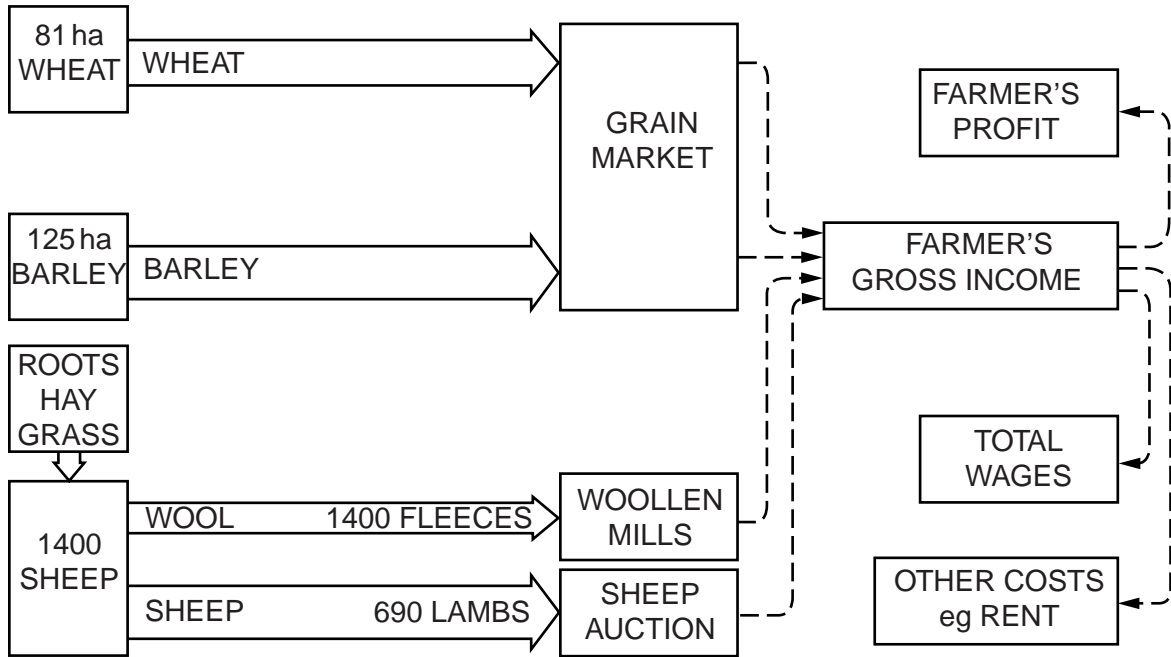 81 ha
WHEAT
WHEAT
GRAIN
MARKET
FARMER'S
PROFIT
125 ha
BARLEY
BARLEY
FARMER'S
GROSS INCOME
ROOTS
HAY
GRASS
TOTAL
WAGES
1400
SHEEP
WOOL 1400 FLEECES
WOOLLEN
MILLS
SHEEP 690 LAMBS
SHEEP
AUCTION
OTHER COSTS
eg RENT